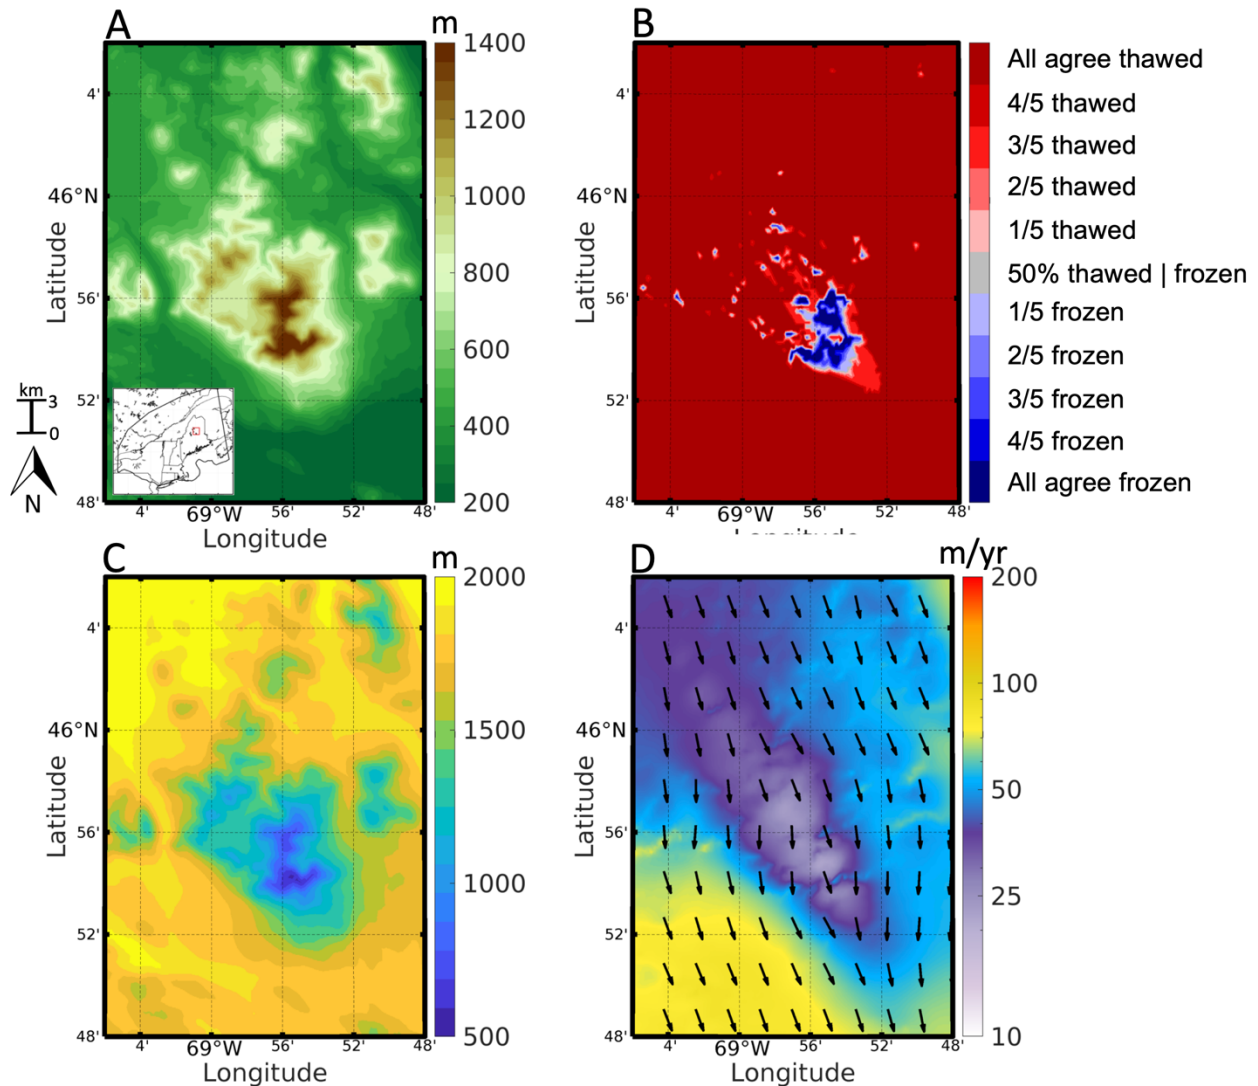 A
m
1400
1200
1000
800
600
400
200
4'
46°N
56'
52'
48'
Latitude
4'
69°W
56'
52'
48'
Longitude
km
3
0
N
B
All agree thawed
4/5 thawed
3/5 thawed
2/5 thawed
1/5 thawed
50% thawed | frozen
1/5 frozen
2/5 frozen
3/5 frozen
4/5 frozen
All agree frozen
4'
46°N
56'
52'
48'
Latitude
4'
69°W
56'
52'
48'
Longitude
C
m
2000
1500
1000
500
4'
46°N
56'
52'
48'
Latitude
4'
69°W
56'
52'
48'
Longitude
D
m/yr
200
100
50
25
10
4'
46°N
56'
52'
48'
Latitude
4'
69°W
56'
52'
48'
Longitude